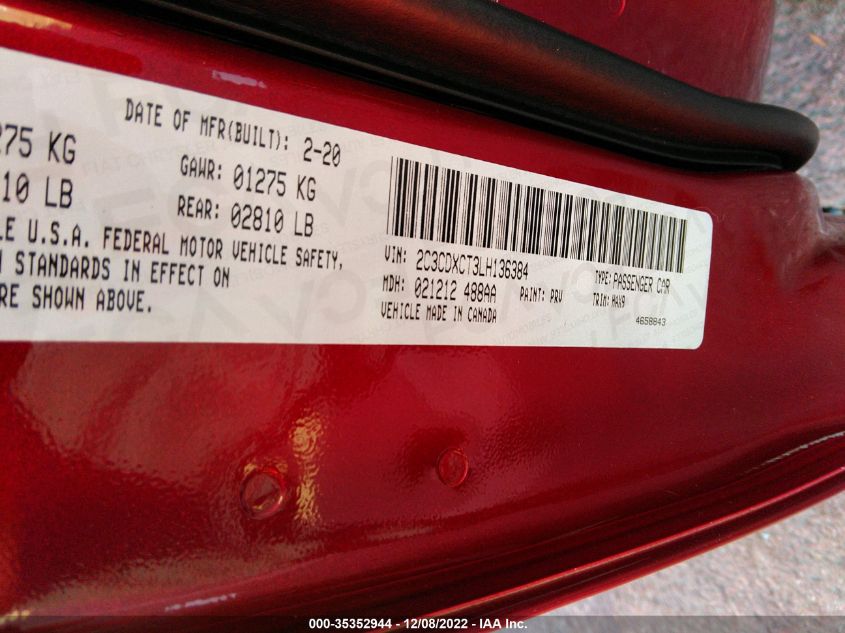 DATE OF MFR(BUILT): 2-20
275 KG GAWR: 01275 KG
10 LB REAR: 02810 LB
LE U.S.A. FEDERAL MOTOR VEHICLE SAFETY,
STANDARDS IN EFFECT ON
RE SHOWN ABOVE.
VIN: 2C3CDXCT3LH136384 TYPE: PASSENGER CAR
MDH: 021212 488AA PAINT: PRV TRIM: HAX9
VEHICLE MADE IN CANADA 4658843
000-35352944 - 12/08/2022 - IAA Inc.